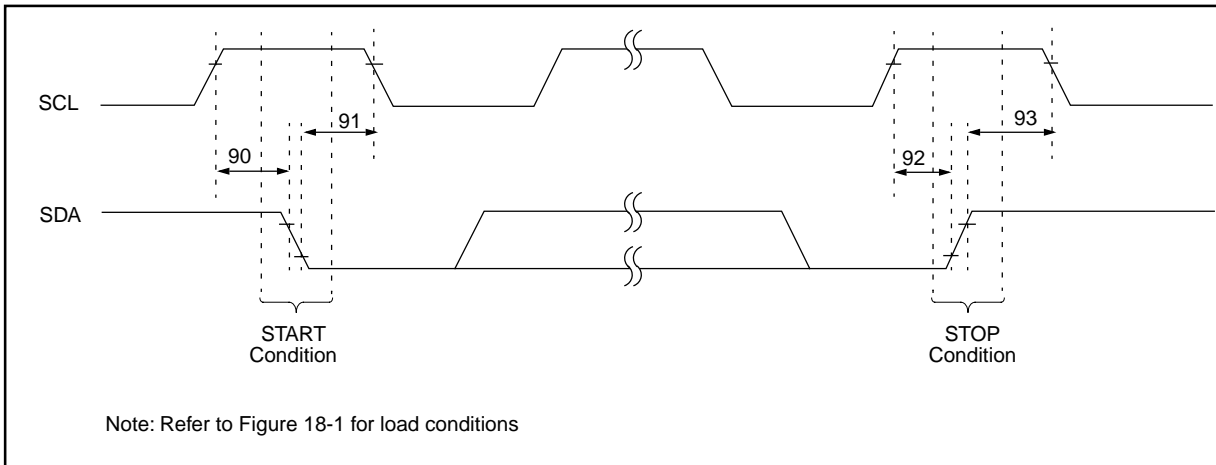 SCL
91
93
90
92
SDA
START
Condition
STOP
Condition
Note: Refer to Figure 18-1 for load conditions